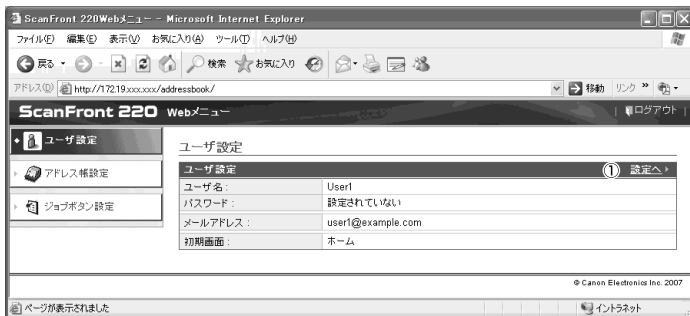 ScanFront 220Webメニュー - Microsoft Internet Explorer
ファイル(F) 編集(E) 表示(V) お気に入り(A) ツール(T) ヘルプ(H)
戻る 検索 お気に入り
アドレス(D) http://172.19.xxx.xxx/addressbook/ 移動 リンク »
ScanFront 220 Webメニュー ログアウト
ユーザ設定
アドレス帳設定
ジョブボタン設定
ユーザ設定
ユーザ設定 ① 設定へ
ユーザ名: User1
パスワード: 設定されていない
メールアドレス: user1@example.com
初期画面: ホーム
© Canon Electronics Inc. 2007
ページが表示されました イントラネット